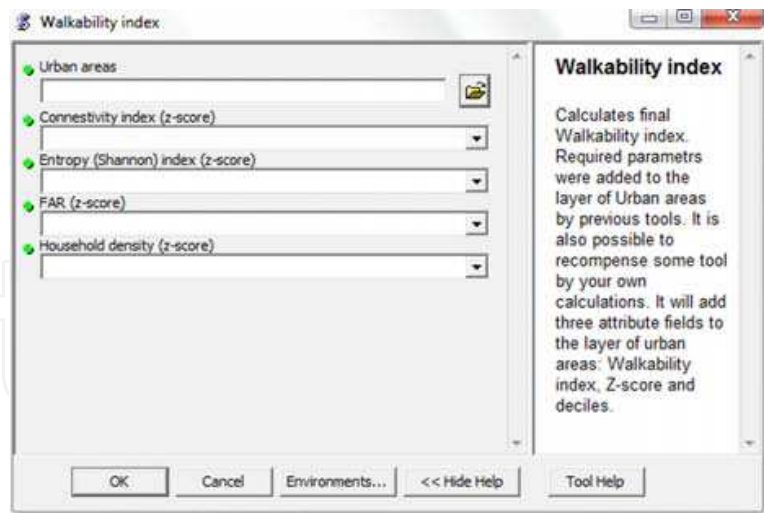 Walkability index
Urban areas
Connestivity index (z-score)
Entropy (Shannon) index (z-score)
FAR (z-score)
Household density (z-score)
Walkability index
Calculates final
Walkability index.
Required parametrs
were added to the
layer of Urban areas
by previous tools. It is
also possible to
recompense some tool
by your own
calculations. It will add
three attribute fields to
the layer of urban
areas: Walkability
index, Z-score and
deciles.
OK Cancel Environments... << Hide Help Tool Help